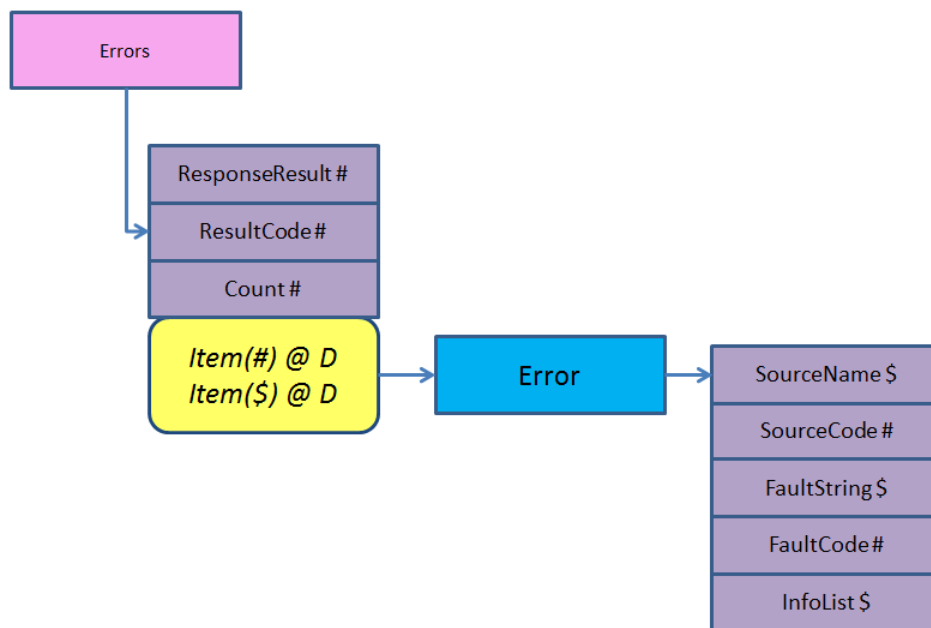 Errors
ResponseResult #
ResultCode #
Count #
Item(#) @ D
Item($) @ D
Error
SourceName $
SourceCode #
FaultString $
FaultCode #
InfoList $